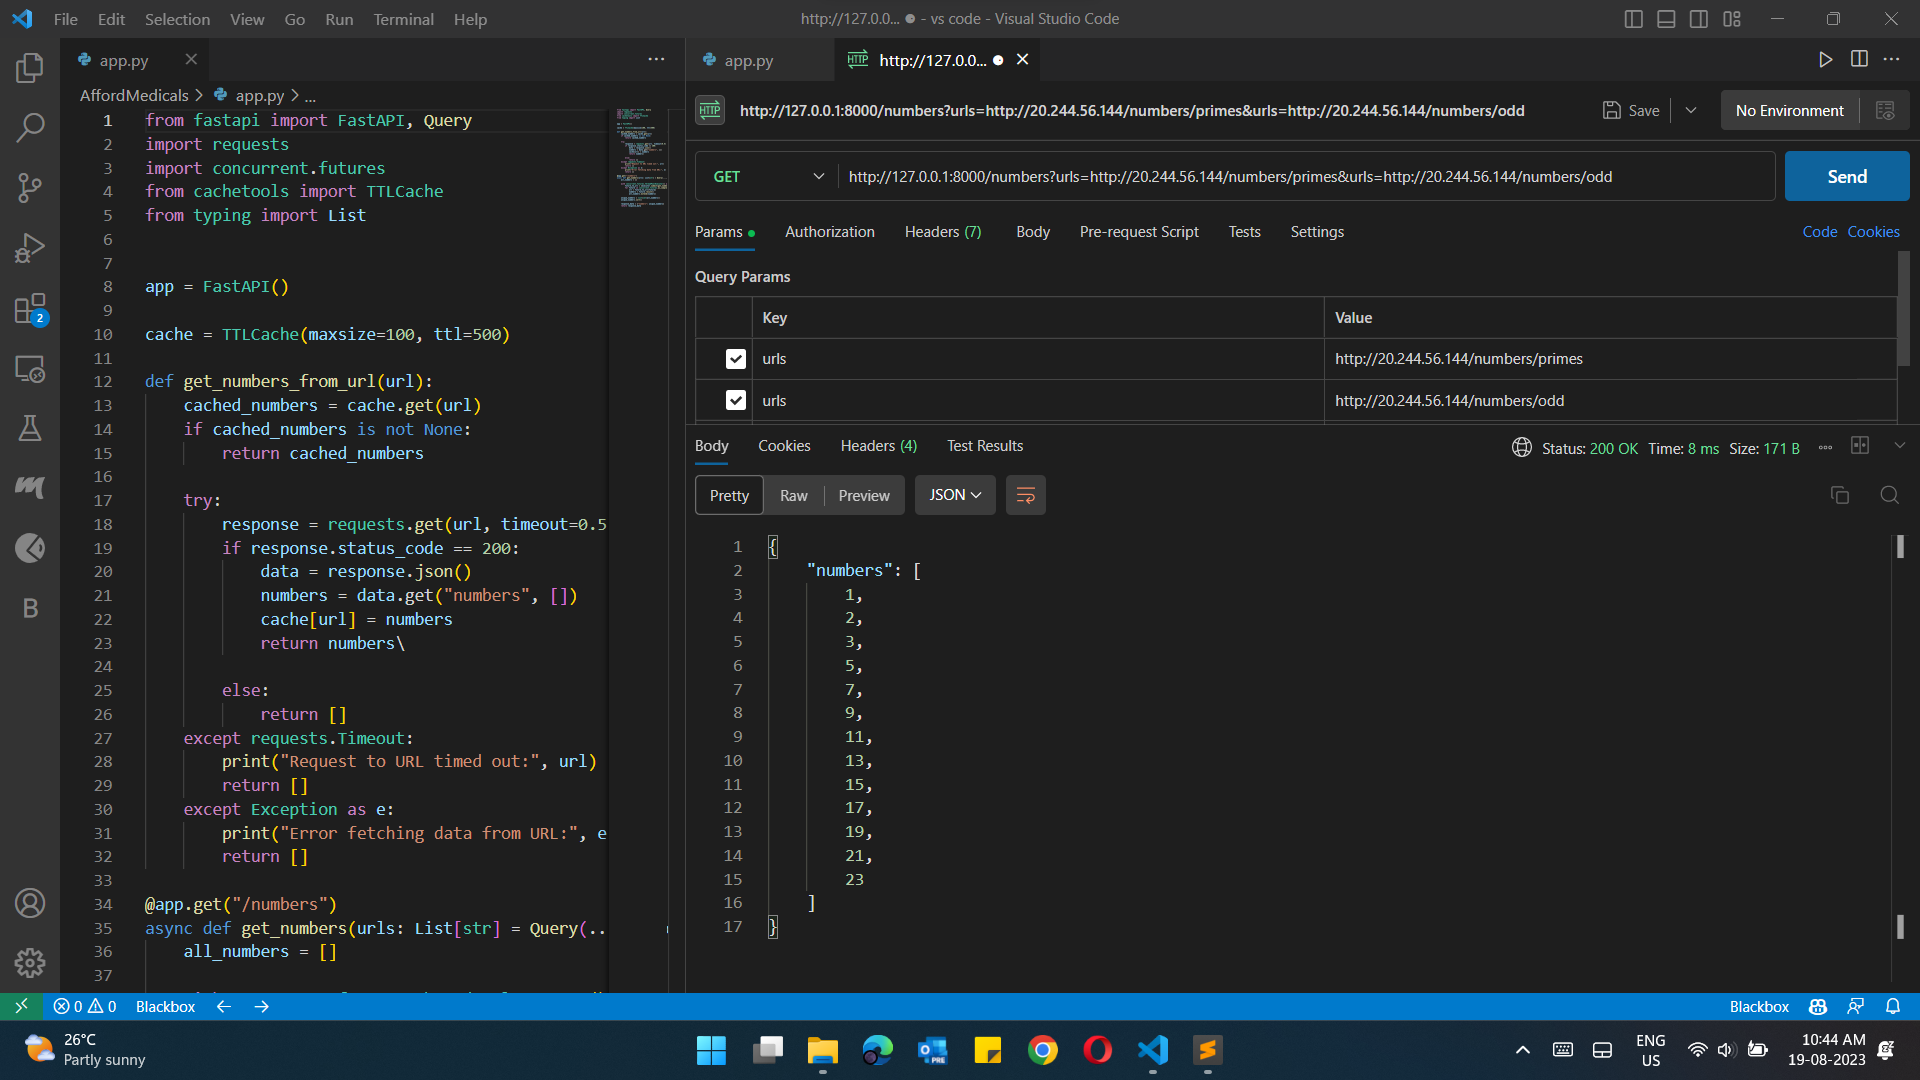 File Edit Selection View Go Run Terminal Help
http://127.0.0... ● - vs code - Visual Studio Code
app.py
app.py
http://127.0.0... ●
AffordMedicals > app.py > ...
1 from fastapi import FastAPI, Query
2 import requests
3 import concurrent.futures
4 from cachetools import TTLCache
5 from typing import List
6
7
8 app = FastAPI()
9
10 cache = TTLCache(maxsize=100, ttl=500)
11
12 def get_numbers_from_url(url):
13 cached_numbers = cache.get(url)
14 if cached_numbers is not None:
15 return cached_numbers
16
17 try:
18 response = requests.get(url, timeout=0.5
19 if response.status_code == 200:
20 data = response.json()
21 numbers = data.get("numbers", [])
22 cache[url] = numbers
23 return numbers\
24
25 else:
26 return []
27 except requests.Timeout:
28 print("Request to URL timed out:", url)
29 return []
30 except Exception as e:
31 print("Error fetching data from URL:", e
32 return []
33
34 @app.get("/numbers")
35 async def get_numbers(urls: List[str] = Query(..
36 all_numbers = []
37
HTTP http://127.0.0.1:8000/numbers?urls=http://20.244.56.144/numbers/primes&urls=http://20.244.56.144/numbers/odd
Save
No Environment
GET http://127.0.0.1:8000/numbers?urls=http://20.244.56.144/numbers/primes&urls=http://20.244.56.144/numbers/odd
Send
Params Authorization Headers (7) Body Pre-request Script Tests Settings
Code Cookies
Query Params
Key Value
urls http://20.244.56.144/numbers/primes
urls http://20.244.56.144/numbers/odd
Body Cookies Headers (4) Test Results
Status: 200 OK Time: 8 ms Size: 171 B
Pretty Raw Preview JSON
1 {
2 "numbers": [
3 1,
4 2,
5 3,
6 5,
7 7,
8 9,
9 11,
10 13,
11 15,
12 17,
13 19,
14 21,
15 23
16 ]
17 }
2
B
0 0 Blackbox
Blackbox
26°C
Partly sunny
PRE
ENG
US
10:44 AM
19-08-2023